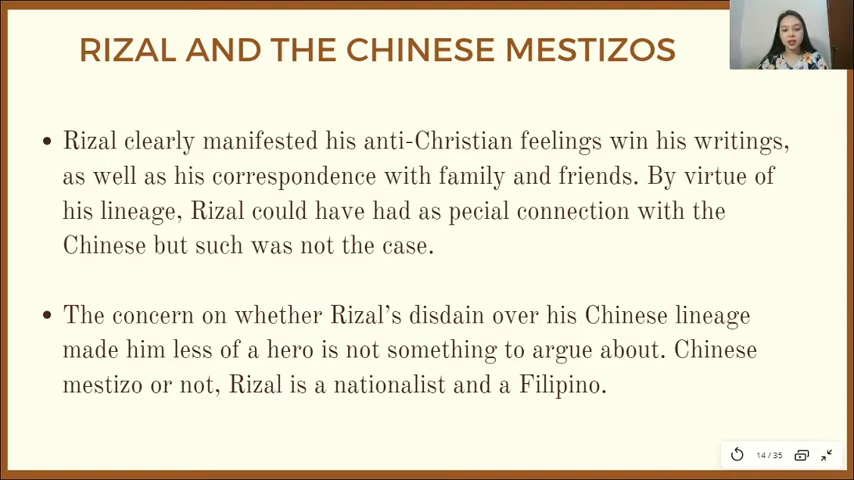 RIZAL AND THE CHINESE MESTIZOS
• Rizal clearly manifested his anti-Christian feelings win his writings,
as well as his correspondence with family and friends. By virtue of
his lineage, Rizal could have had as pecial connection with the
Chinese but such was not the case.
• The concern on whether Rizal’s disdain over his Chinese lineage
made him less of a hero is not something to argue about. Chinese
mestizo or not, Rizal is a nationalist and a Filipino.
14 / 35